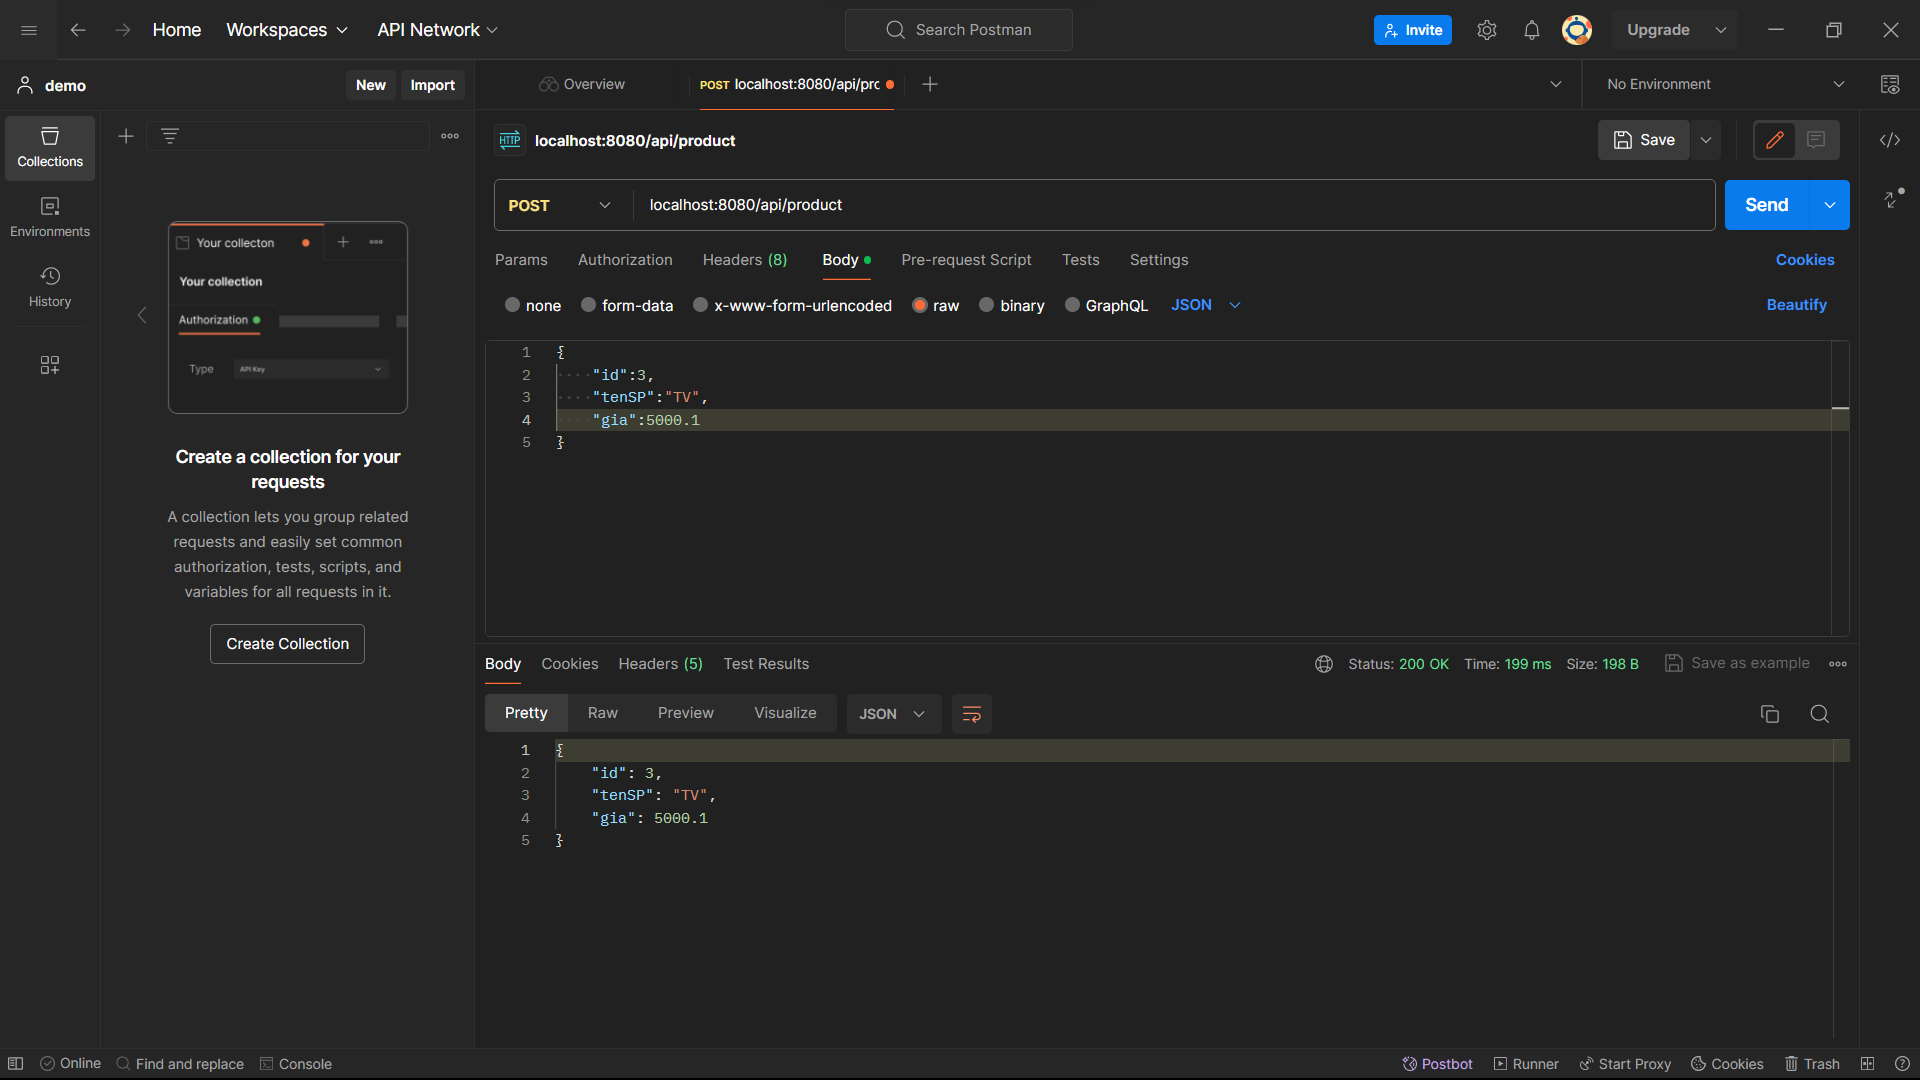 Home Workspaces API Network Search Postman Invite Upgrade
demo New Import Overview POST localhost:8080/api/prc No Environment
Collections
Environments
History
Your collecton
Your collection
Authorization
Type API Key
Create a collection for your
requests
A collection lets you group related
requests and easily set common
authorization, tests, scripts, and
variables for all requests in it.
Create Collection
HTTP localhost:8080/api/product Save
POST localhost:8080/api/product Send
Params Authorization Headers (8) Body Pre-request Script Tests Settings Cookies
none form-data x-www-form-urlencoded raw binary GraphQL JSON Beautify
1 {
2 "id":3,
3 "tenSP":"TV",
4 "gia":5000.1
5 }
Body Cookies Headers (5) Test Results Status: 200 OK Time: 199 ms Size: 198 B Save as example
Pretty Raw Preview Visualize JSON
1 {
2 "id": 3,
3 "tenSP": "TV",
4 "gia": 5000.1
5 }
Online Find and replace Console Postbot Runner Start Proxy Cookies Trash